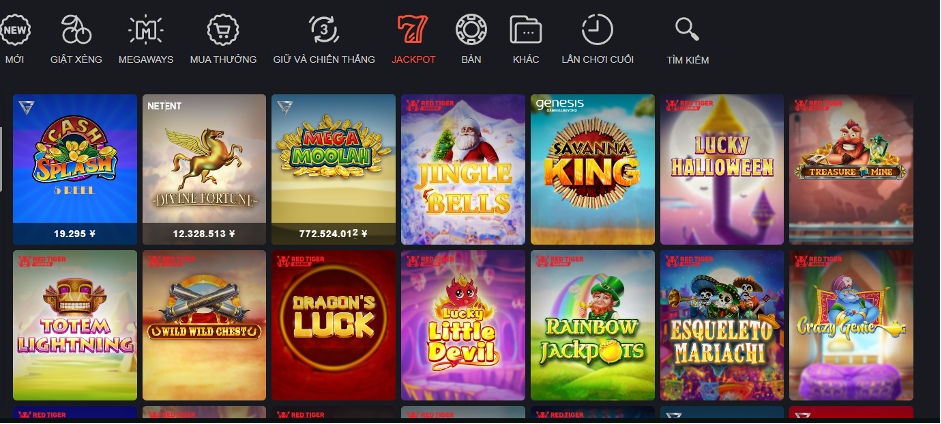 NEW
3
7
MỚI
GIẬT XÈNG
MEGAWAYS
MUA THƯỞNG
GIỮ VÀ CHIẾN THẮNG
JACKPOT
BÀN
KHÁC
LẦN CHƠI CUỐI
TÌM KIẾM
CASH
SPLASH
5 REEL
19.295 ¥
NETENT
DIVINE FORTUNE
12.328.513 ¥
MEGA
MOOLAH
772.524.012 ¥
RED TIGER
JINGLE
BELLS
genesis
SAVANNA
KING
RED TIGER
LUCKY
HALLOWEEN
RED TIGER
TREASURE MINE
RED TIGER
TOTEM
LIGHTNING
RED TIGER
WILD WILD CHEST
RED TIGER
DRAGON'S
LUCK
RED TIGER
Lucky
Little
Devil
RED TIGER
RAINBOW
JACKPOTS
RED TIGER
ESQUELETO
MARIACHI
RED TIGER
Crazy Genie
RED TIGER
RED TIGER
RED TIGER
RED TIGER
RED TIGER